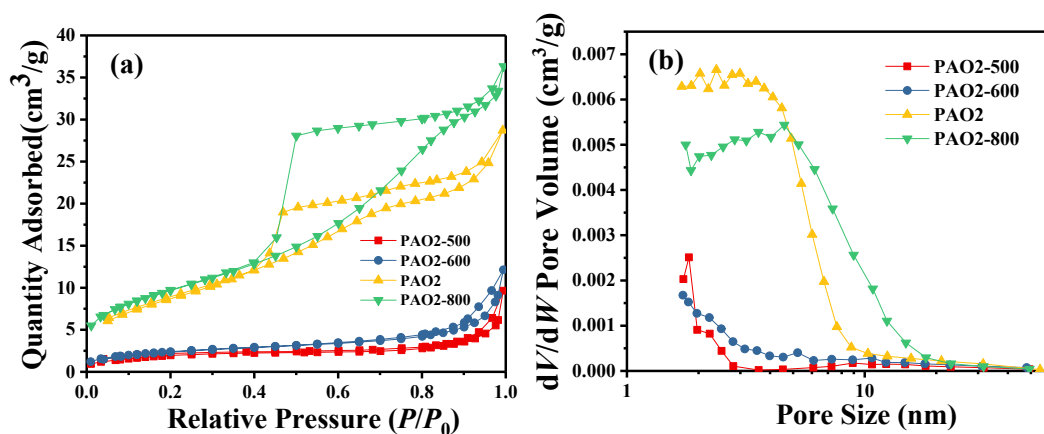 (a)
Quantity Adsorbed(cm³/g)
40
35
30
25
20
15
10
5
0
PAO2-500
PAO2-600
PAO2
PAO2-800
0.0 0.2 0.4 0.6 0.8 1.0
Relative Pressure (P/P₀)
(b)
dV/dW Pore Volume (cm³/g)
0.007
0.006
0.005
0.004
0.003
0.002
0.001
0.000
PAO2-500
PAO2-600
PAO2
PAO2-800
1 10
Pore Size (nm)